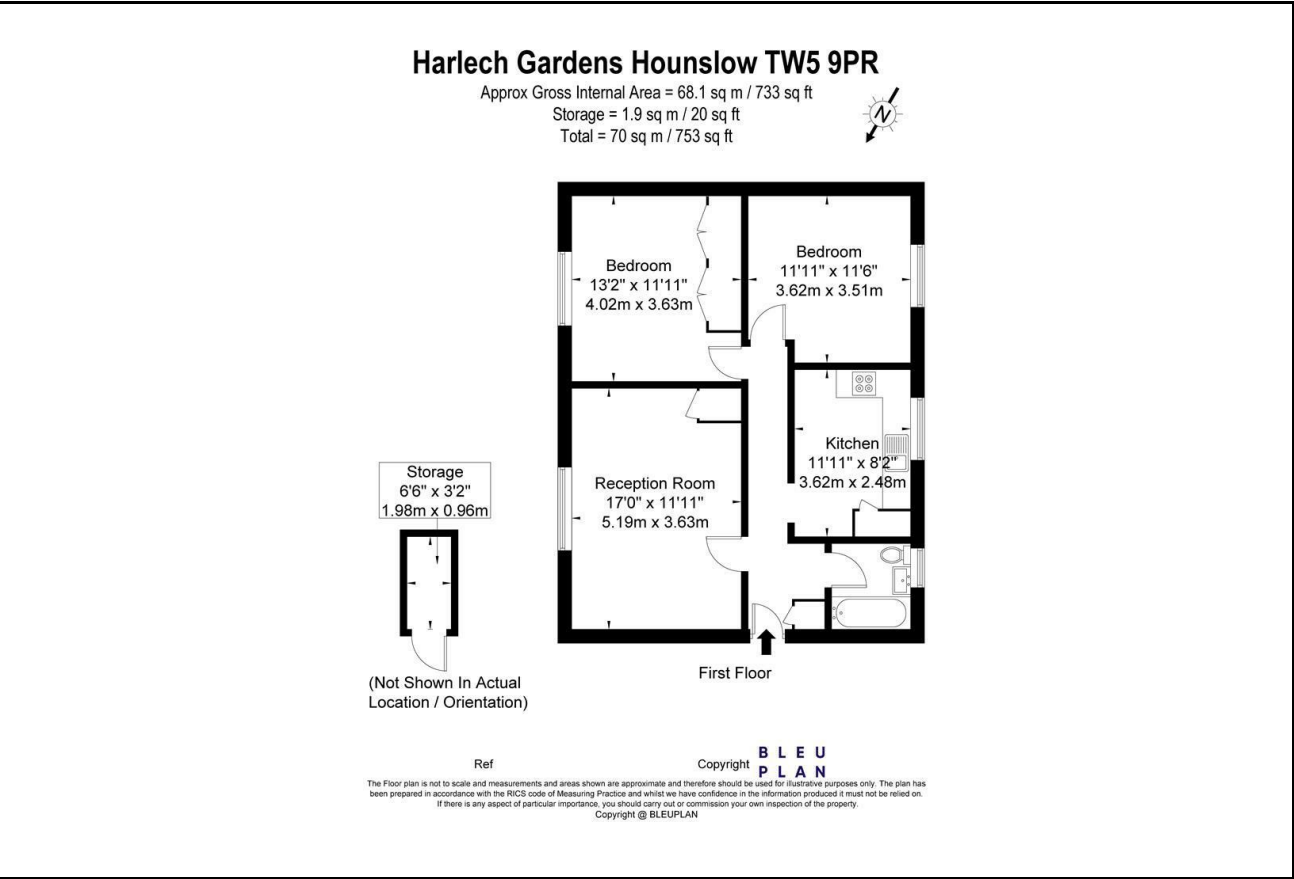 Harlech Gardens Hounslow TW5 9PR
Approx Gross Internal Area = 68.1 sq m / 733 sq ft
Storage = 1.9 sq m / 20 sq ft
Total = 70 sq m / 753 sq ft
N
Bedroom
13'2" x 11'11"
4.02m x 3.63m
Bedroom
11'11" x 11'6"
3.62m x 3.51m
Kitchen
11'11" x 8'2"
3.62m x 2.48m
Reception Room
17'0" x 11'11"
5.19m x 3.63m
Storage
6'6" x 3'2"
1.98m x 0.96m
(Not Shown In Actual
Location / Orientation)
First Floor
Ref
Copyright
BLEU
PLAN
The Floor plan is not to scale and measurements and areas shown are approximate and therefore should be used for illustrative purposes only. The plan has
been prepared in accordance with the RICS code of Measuring Practice and whilst we have confidence in the information produced it must not be relied on.
If there is any aspect of particular importance, you should carry out or commission your own inspection of the property.
Copyright @ BLEUPLAN